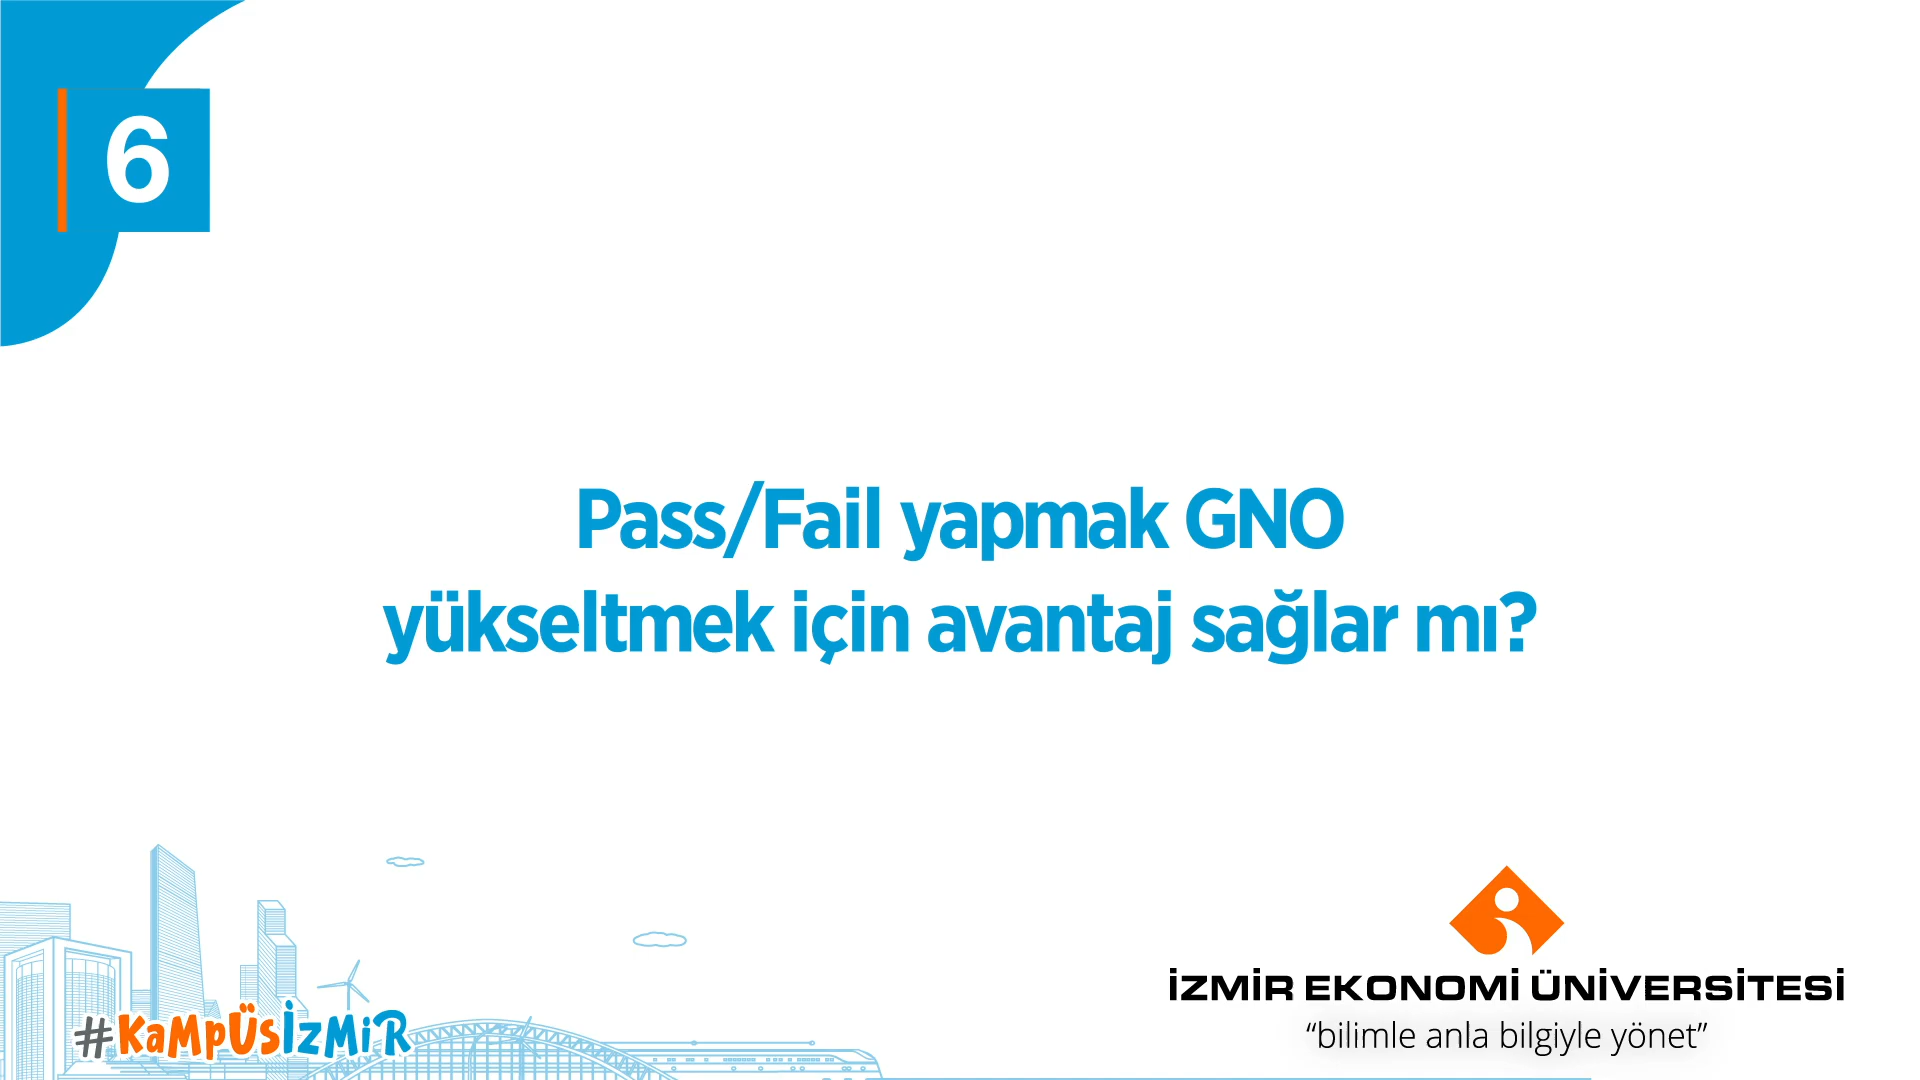 6
Pass/Fail yapmak GNO
yükseltmek için avantaj sağlar mı?
#KaMpÜsİzMiR
İZMİR EKONOMİ ÜNİVERSİTESİ
“bilimle anla bilgiyle yönet”